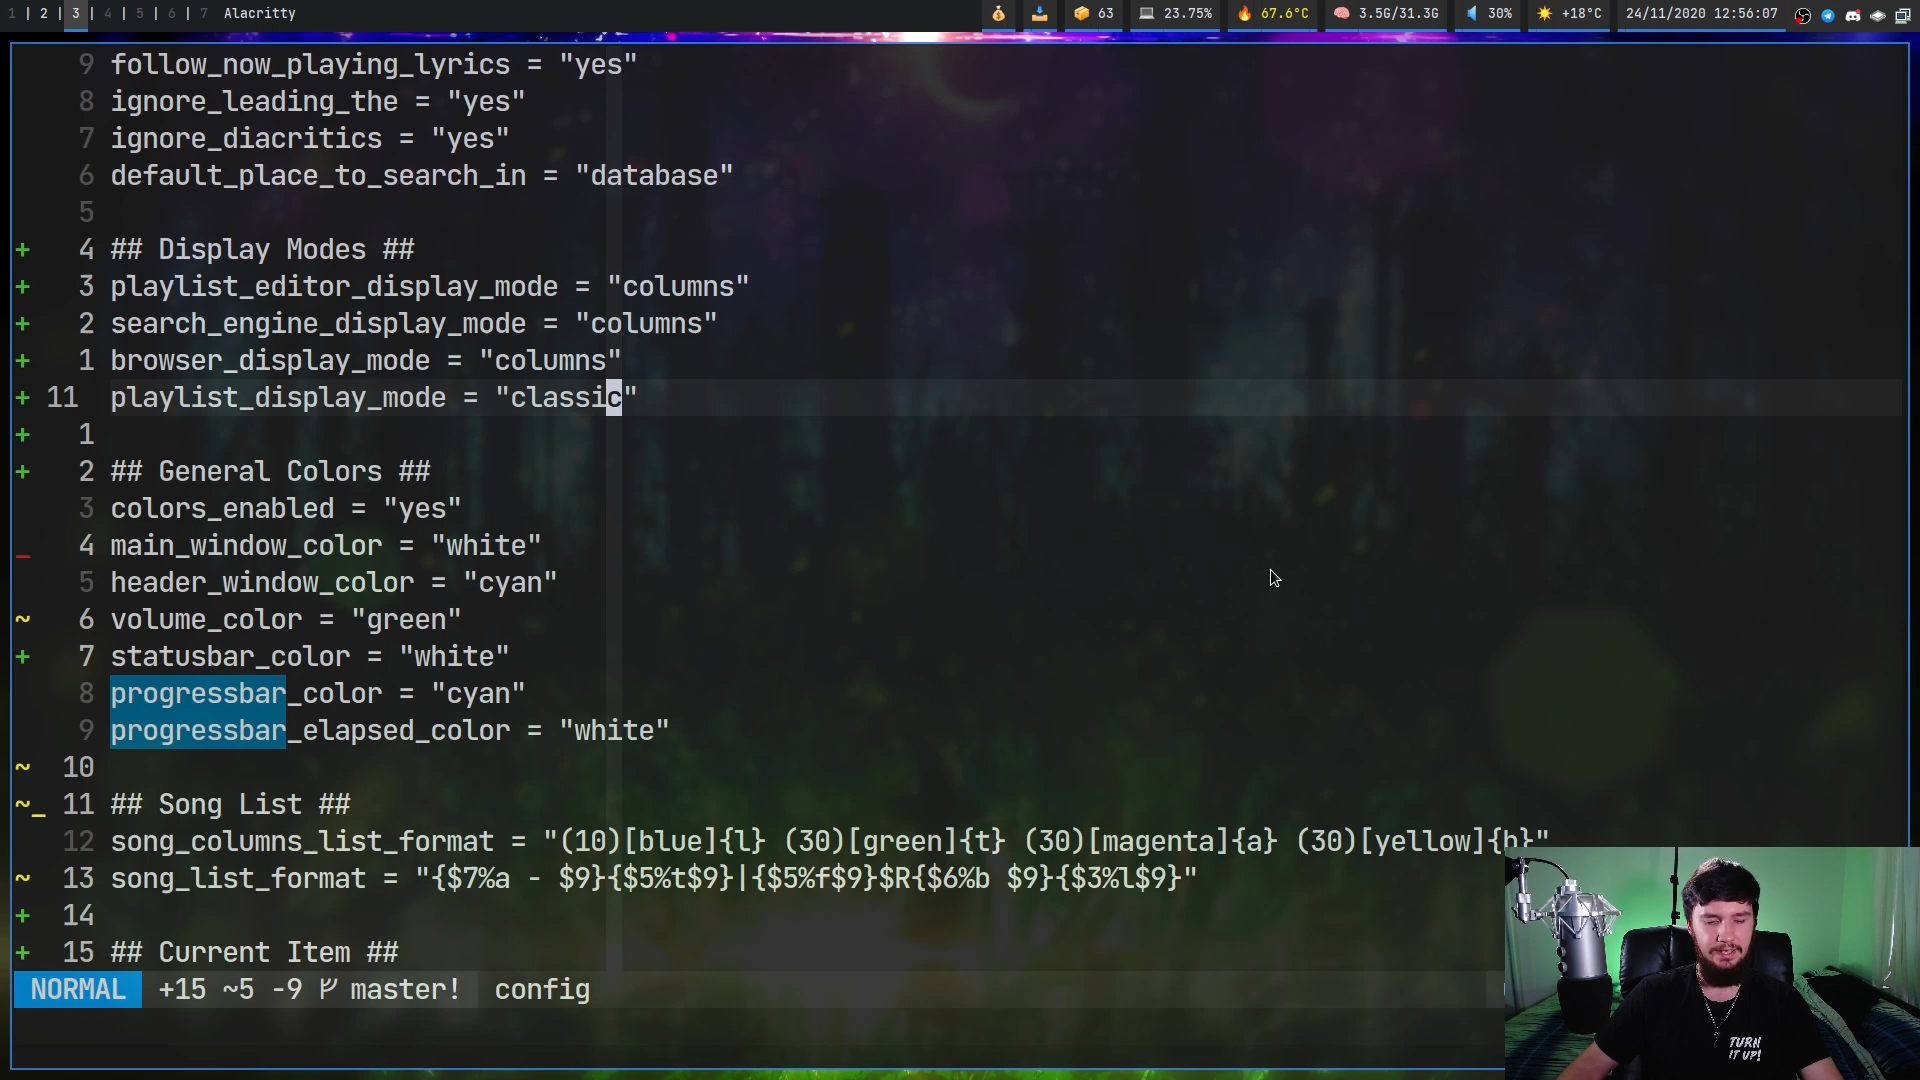 1 | 2 | 3 | 4 | 5 | 6 | 7 Alacritty
63 23.75% 67.6°C 3.5G/31.3G 30% +18°C 24/11/2020 12:56:07
9 follow_now_playing_lyrics = "yes"
8 ignore_leading_the = "yes"
7 ignore_diacritics = "yes"
6 default_place_to_search_in = "database"
5
+ 4 ## Display Modes ##
+ 3 playlist_editor_display_mode = "columns"
+ 2 search_engine_display_mode = "columns"
+ 1 browser_display_mode = "columns"
+ 11 playlist_display_mode = "classic"
+ 1
+ 2 ## General Colors ##
3 colors_enabled = "yes"
_ 4 main_window_color = "white"
5 header_window_color = "cyan"
~ 6 volume_color = "green"
+ 7 statusbar_color = "white"
8 progressbar_color = "cyan"
9 progressbar_elapsed_color = "white"
~ 10
~_ 11 ## Song List ##
12 song_columns_list_format = "(10)[blue]{l} (30)[green]{t} (30)[magenta]{a} (30)[yellow]{b}"
~ 13 song_list_format = "{$7%a - $9}{$5%t$9}|{$5%f$9}$R{$6%b $9}{$3%l$9}"
+ 14
+ 15 ## Current Item ##
NORMAL +15 ~5 -9 master! config
TURN
IT UP!